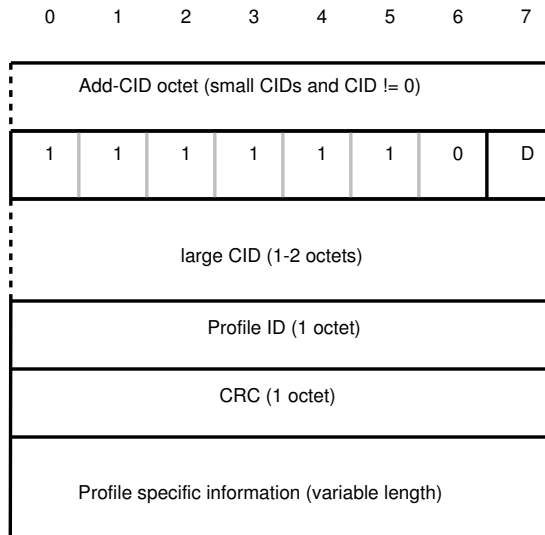 0 1 2 3 4 5 6 7
Add-CID octet (small CIDs and CID != 0)
1 1 1 1 1 1 0 D
large CID (1-2 octets)
Profile ID (1 octet)
CRC (1 octet)
Profile specific information (variable length)